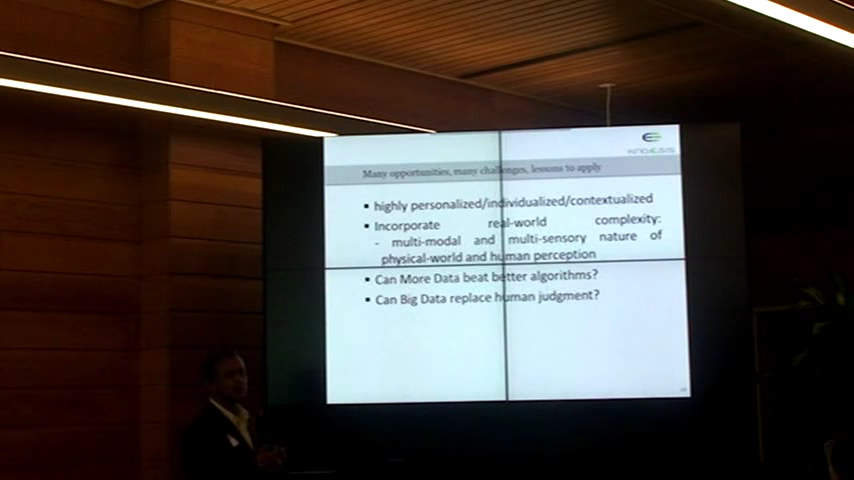 KNO.E.SIS
Many opportunities, many challenges, lessons to apply
▪ highly personalized/individualized/contextualized
▪ Incorporate real-world complexity:
- multi-modal and multi-sensory nature of
physical-world and human perception
▪ Can More Data beat better algorithms?
▪ Can Big Data replace human judgment?